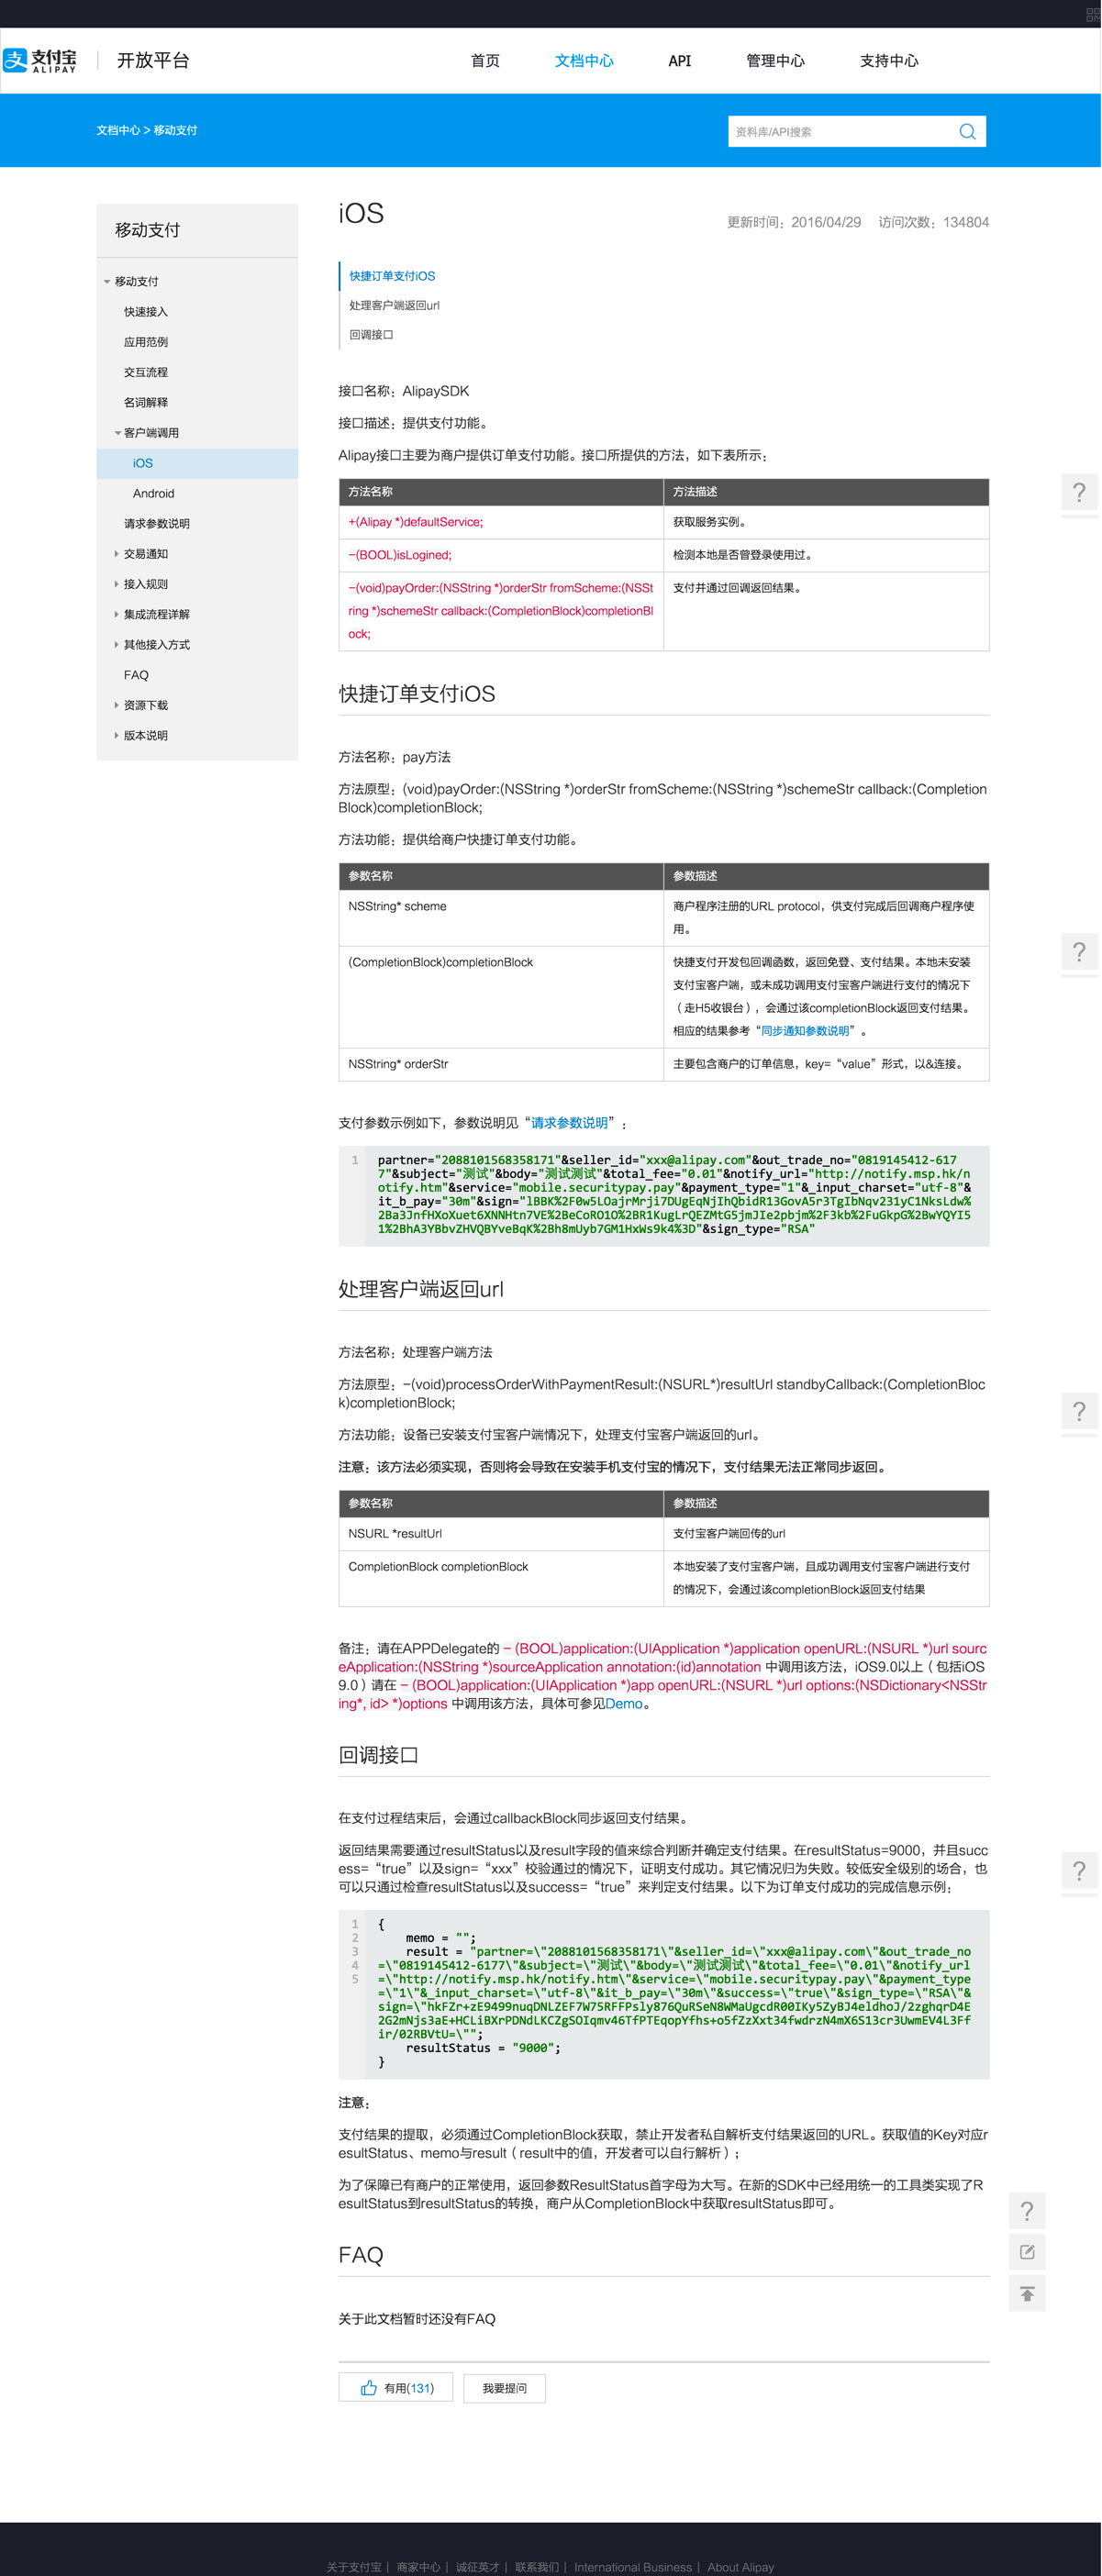 支付宝
ALIPAY
开放平台
首页
文档中心
API
管理中心
支持中心
文档中心 > 移动支付
资料库/API搜索
移动支付
移动支付
快速接入
应用范例
交互流程
名词解释
客户端调用
iOS
Android
请求参数说明
交易通知
接入规则
集成流程详解
其他接入方式
FAQ
资源下载
版本说明
iOS
更新时间：2016/04/29 访问次数：134804
快捷订单支付iOS
处理客户端返回url
回调接口
接口名称：AlipaySDK
接口描述：提供支付功能。
Alipay接口主要为商户提供订单支付功能。接口所提供的方法，如下表所示：
方法名称 方法描述
+(Alipay *)defaultService; 获取服务实例。
-(BOOL)isLogined; 检测本地是否曾登录使用过。
-(void)payOrder:(NSString *)orderStr fromScheme:(NSSt 支付并通过回调返回结果。
ring *)schemeStr callback:(CompletionBlock)completionBl
ock;
快捷订单支付iOS
方法名称：pay方法
方法原型：(void)payOrder:(NSString *)orderStr fromScheme:(NSString *)schemeStr callback:(Completion
Block)completionBlock;
方法功能：提供给商户快捷订单支付功能。
参数名称 参数描述
NSString* scheme 商户程序注册的URL protocol，供支付完成后回调商户程序使
用。
(CompletionBlock)completionBlock 快捷支付开发包回调函数，返回免登、支付结果。本地未安装
支付宝客户端，或未成功调用支付宝客户端进行支付的情况下
（走H5收银台），会通过该completionBlock返回支付结果。
相应的结果参考“同步通知参数说明”。
NSString* orderStr 主要包含商户的订单信息，key=“value”形式，以&连接。
支付参数示例如下，参数说明见“请求参数说明”：
1 partner="2088101568358171"&seller_id="xxx@alipay.com"&out_trade_no="0819145412-617
7"&subject="测试"&body="测试测试"&total_fee="0.01"&notify_url="http://notify.msp.hk/n
otify.htm"&service="mobile.securitypay.pay"&payment_type="1"&_input_charset="utf-8"&
it_b_pay="30m"&sign="lBBK%2F0w5LOajrMrji7DUgEqNjIhQbidR13GovA5r3TgIbNqv231yC1NksLdw%
2Ba3JnfHXoXuet6XNNHtn7VE%2BeCoRO1O%2BR1KugLrQEZMtG5jmJIe2pbjm%2F3kb%2FuGkpG%2BwYQYI5
1%2BhA3YBbvZHVQBYveBqK%2Bh8mUyb7GM1HxWs9k4%3D"&sign_type="RSA"
处理客户端返回url
方法名称：处理客户端方法
方法原型：-(void)processOrderWithPaymentResult:(NSURL*)resultUrl standbyCallback:(CompletionBloc
k)completionBlock;
方法功能：设备已安装支付宝客户端情况下，处理支付宝客户端返回的url。
注意：该方法必须实现，否则将会导致在安装手机支付宝的情况下，支付结果无法正常同步返回。
参数名称 参数描述
NSURL *resultUrl 支付宝客户端回传的url
CompletionBlock completionBlock 本地安装了支付宝客户端，且成功调用支付宝客户端进行支付
的情况下，会通过该completionBlock返回支付结果
备注：请在APPDelegate的 - (BOOL)application:(UIApplication *)application openURL:(NSURL *)url sourc
eApplication:(NSString *)sourceApplication annotation:(id)annotation 中调用该方法，iOS9.0以上（包括iOS
9.0）请在 - (BOOL)application:(UIApplication *)app openURL:(NSURL *)url options:(NSDictionary<NSStr
ing*, id> *)options 中调用该方法，具体可参见Demo。
回调接口
在支付过程结束后，会通过callbackBlock同步返回支付结果。
返回结果需要通过resultStatus以及result字段的值来综合判断并确定支付结果。在resultStatus=9000，并且succ
ess=“true”以及sign=“xxx”校验通过的情况下，证明支付成功。其它情况归为失败。较低安全级别的场合，也
可以只通过检查resultStatus以及success=“true”来判定支付结果。以下为订单支付成功的完成信息示例：
1 {
2 memo = "";
3 result = "partner=\"2088101568358171\"&seller_id=\"xxx@alipay.com\"&out_trade_no
4 =\"0819145412-6177\"&subject=\"测试\"&body=\"测试测试\"&total_fee=\"0.01\"&notify_url
5 =\"http://notify.msp.hk/notify.htm\"&service=\"mobile.securitypay.pay\"&payment_type
=\"1\"&_input_charset=\"utf-8\"&it_b_pay=\"30m\"&success=\"true\"&sign_type=\"RSA\"&
sign=\"hkFZr+zE9499nuqDNLZEF7W75RFFPsly876QuRSeN8WMaUgcdR00IKy5ZyBJ4eldhoJ/2zghqrD4E
2G2mNjs3aE+HCLiBXrPDNdLKCZgSOIqmv46TfPTEqopYfhs+o5fZzXxt34fwdrzN4mX6S13cr3UwmEV4L3Ff
ir/02RBVtU=\"";
resultStatus = "9000";
}
注意：
支付结果的提取，必须通过CompletionBlock获取，禁止开发者私自解析支付结果返回的URL。获取值的Key对应r
esultStatus、memo与result（result中的值，开发者可以自行解析）；
为了保障已有商户的正常使用，返回参数ResultStatus首字母为大写。在新的SDK中已经用统一的工具类实现了R
esultStatus到resultStatus的转换，商户从CompletionBlock中获取resultStatus即可。
FAQ
关于此文档暂时还没有FAQ
有用(131)
我要提问
?
?
?
?
?
关于支付宝 | 商家中心 | 诚征英才 | 联系我们 | International Business | About Alipay